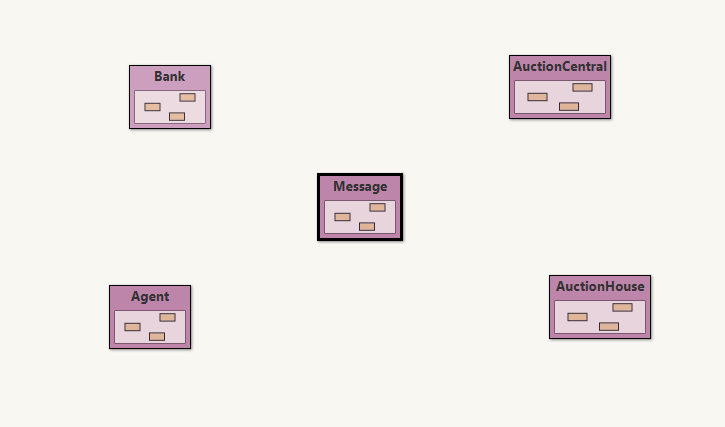 Bank
AuctionCentral
Message
Agent
AuctionHouse